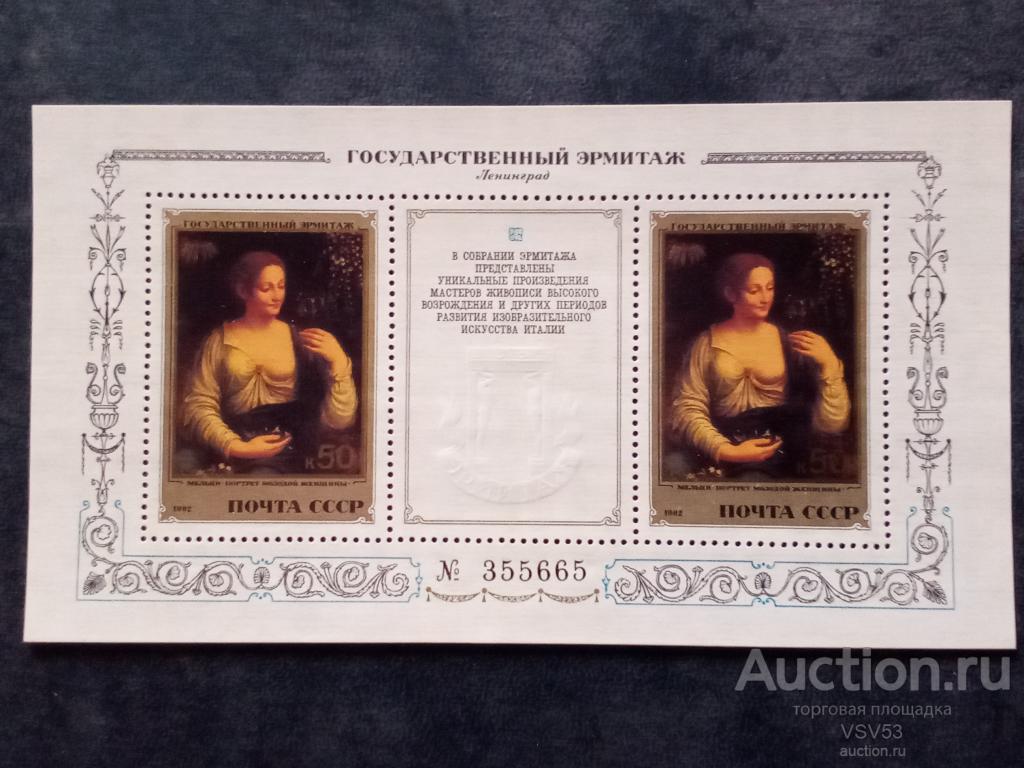 ГОСУДАРСТВЕННЫЙ ЭРМИТАЖ
Ленинград
ГОСУДАРСТВЕННЫЙ ЭРМИТАЖ
к50
МЕЛЬЦИ ПОРТРЕТ МОЛОДОЙ ЖЕНЩИНЫ
1982 ПОЧТА СССР
В СОБРАНИИ ЭРМИТАЖА
ПРЕДСТАВЛЕНЫ
УНИКАЛЬНЫЕ ПРОИЗВЕДЕНИЯ
МАСТЕРОВ ЖИВОПИСИ ВЫСОКОГО
ВОЗРОЖДЕНИЯ И ДРУГИХ ПЕРИОДОВ
РАЗВИТИЯ ИЗОБРАЗИТЕЛЬНОГО
ИСКУССТВА ИТАЛИИ
ГОСУДАРСТВЕННЫЙ ЭРМИТАЖ
к50
МЕЛЬЦИ ПОРТРЕТ МОЛОДОЙ ЖЕНЩИНЫ
1982 ПОЧТА СССР
№ 355665
Auction.ru
торговая площадка
VSV53
auction.ru